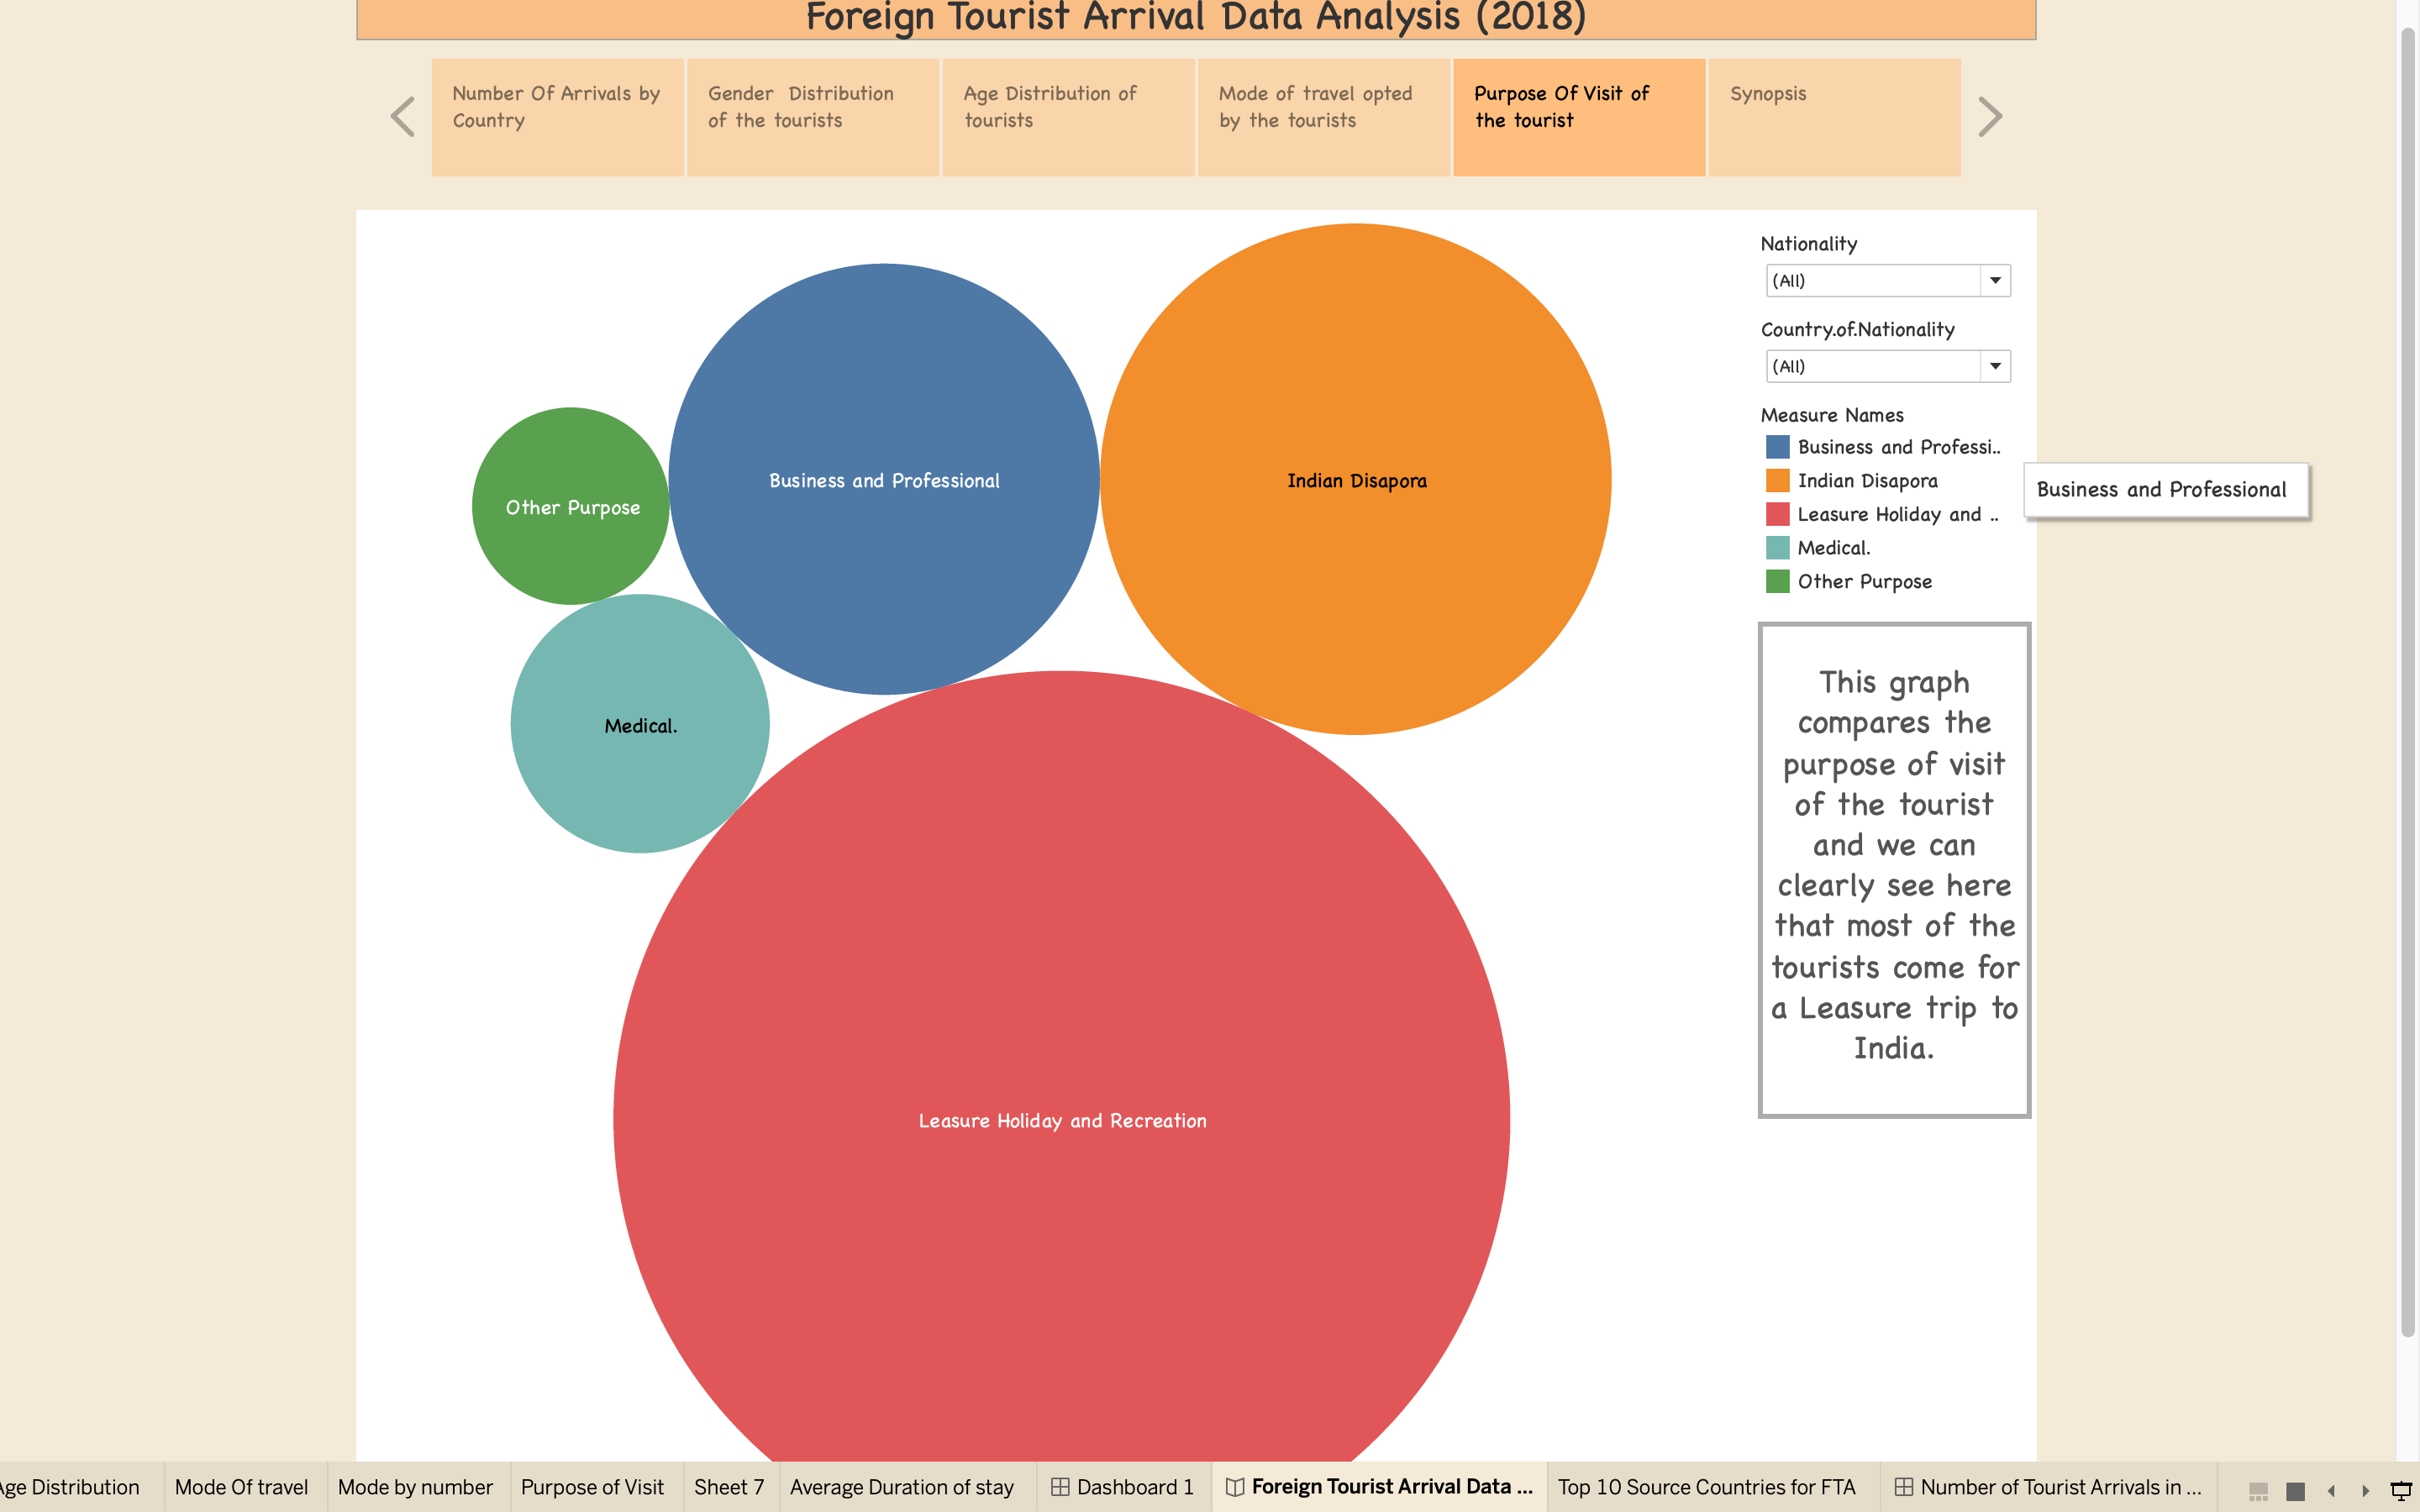 Foreign Tourist Arrival Data Analysis (2018)
Number Of Arrivals by
Country
Gender Distribution
of the tourists
Age Distribution of
tourists
Mode of travel opted
by the tourists
Purpose Of Visit of
the tourist
Synopsis
Other Purpose
Business and Professional
Indian Disapora
Medical.
Leasure Holiday and Recreation
Nationality
(All)
Country.of.Nationality
(All)
Measure Names
Business and Professi..
Indian Disapora
Leasure Holiday and ..
Medical.
Other Purpose
Business and Professional
This graph
compares the
purpose of visit
of the tourist
and we can
clearly see here
that most of the
tourists come for
a Leasure trip to
India.
Age Distribution
Mode Of travel
Mode by number
Purpose of Visit
Sheet 7
Average Duration of stay
Dashboard 1
Foreign Tourist Arrival Data ...
Top 10 Source Countries for FTA
Number of Tourist Arrivals in ...